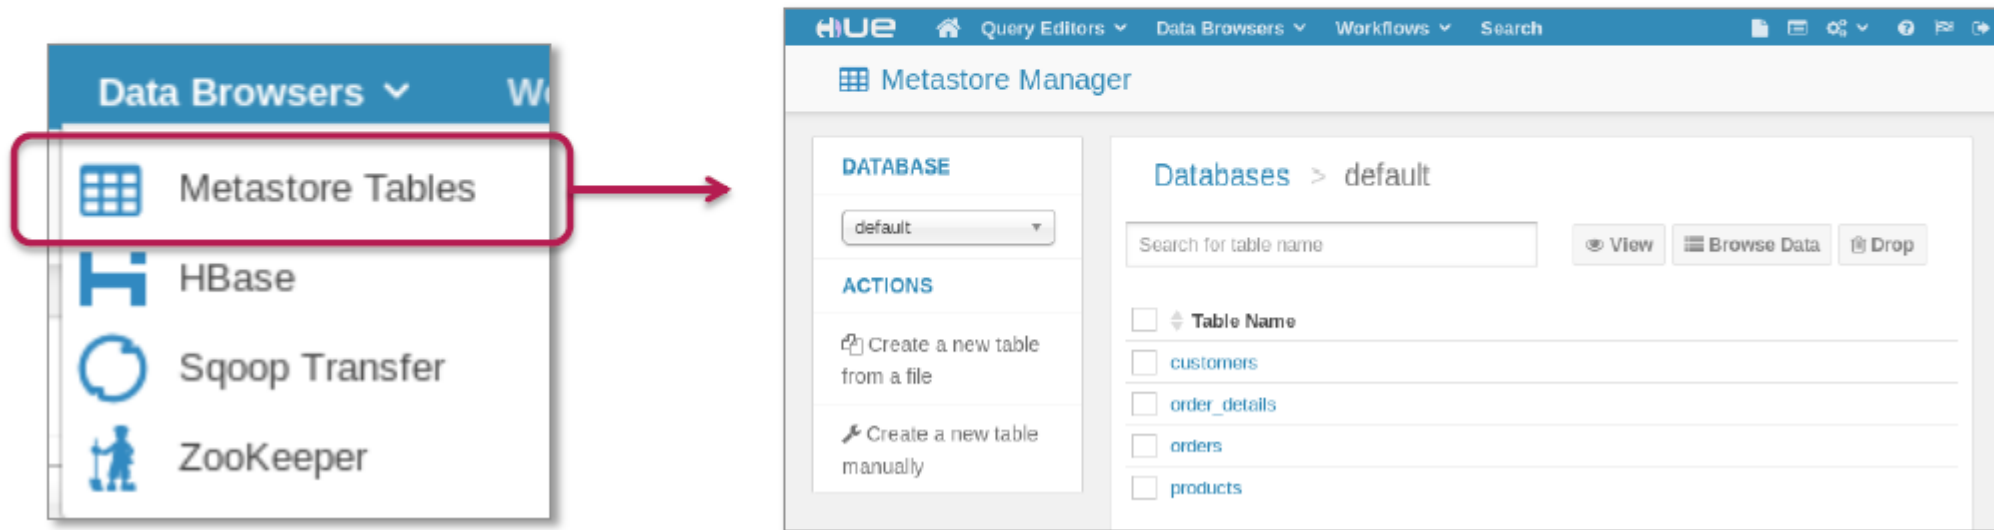 Data Browsers
Metastore Tables
HBase
Sqoop Transfer
ZooKeeper
HUE Query Editors Data Browsers Workflows Search
Metastore Manager
DATABASE
default
ACTIONS
Create a new table
from a file
Create a new table
manually
Databases > default
Search for table name View Browse Data Drop
Table Name
customers
order_details
orders
products